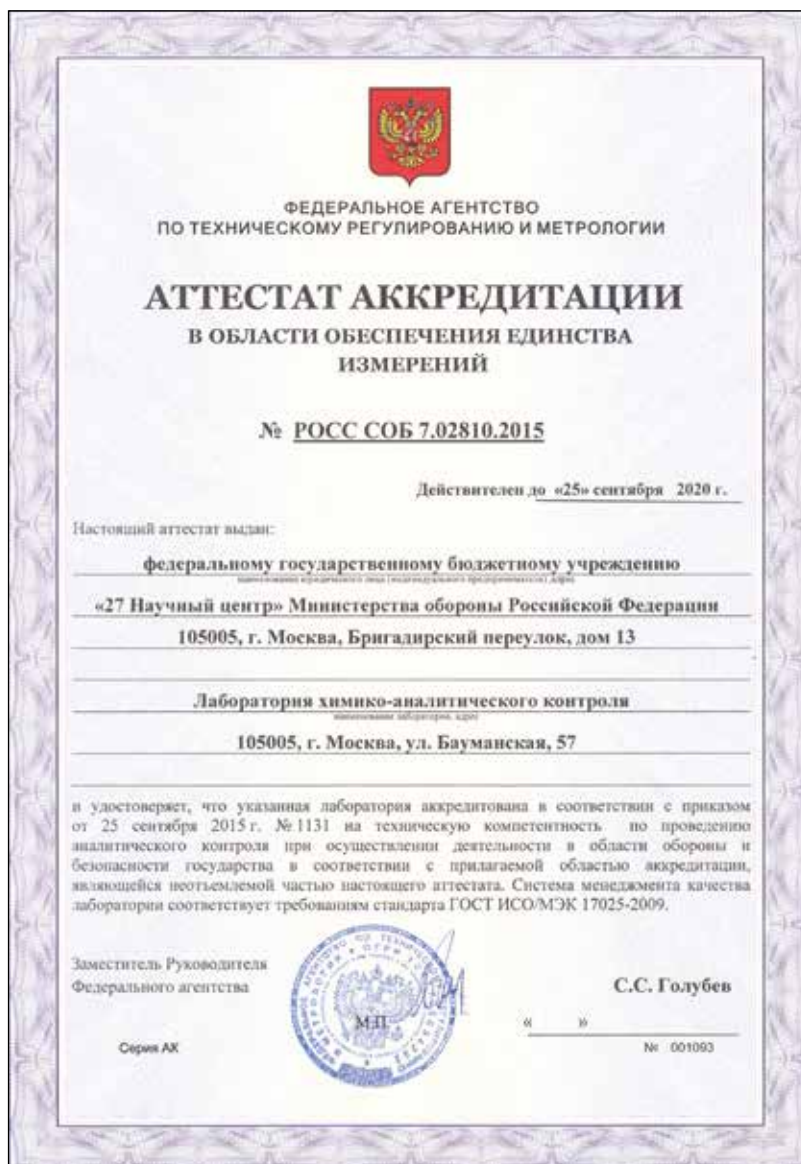 ФЕДЕРАЛЬНОЕ АГЕНТСТВО
ПО ТЕХНИЧЕСКОМУ РЕГУЛИРОВАНИЮ И МЕТРОЛОГИИ
АТТЕСТАТ АККРЕДИТАЦИИ
В ОБЛАСТИ ОБЕСПЕЧЕНИЯ ЕДИНСТВА
ИЗМЕРЕНИЙ
№ РОСС СОБ 7.02810.2015
Действителен до «25» сентября 2020 г.
Настоящий аттестат выдан:
федеральному государственному бюджетному учреждению
«27 Научный центр» Министерства обороны Российской Федерации
105005, г. Москва, Бригадирский переулок, дом 13
Лаборатория химико-аналитического контроля
наименование лаборатории, адрес
105005, г. Москва, ул. Бауманская, 57
и удостоверяет, что указанная лаборатория аккредитована в соответствии с приказом
от 25 сентября 2015 г. № 1131 на техническую компетентность по проведению
аналитического контроля при осуществлении деятельности в области обороны и
безопасности государства в соответствии с прилагаемой областью аккредитации,
являющейся неотъемлемой частью настоящего аттестата. Система менеджмента качества
лаборатории соответствует требованиям стандарта ГОСТ ИСО/МЭК 17025-2009.
Заместитель Руководителя
Федерального агентства
С.С. Голубев
М.П.
« »
Серия АК
№ 001093